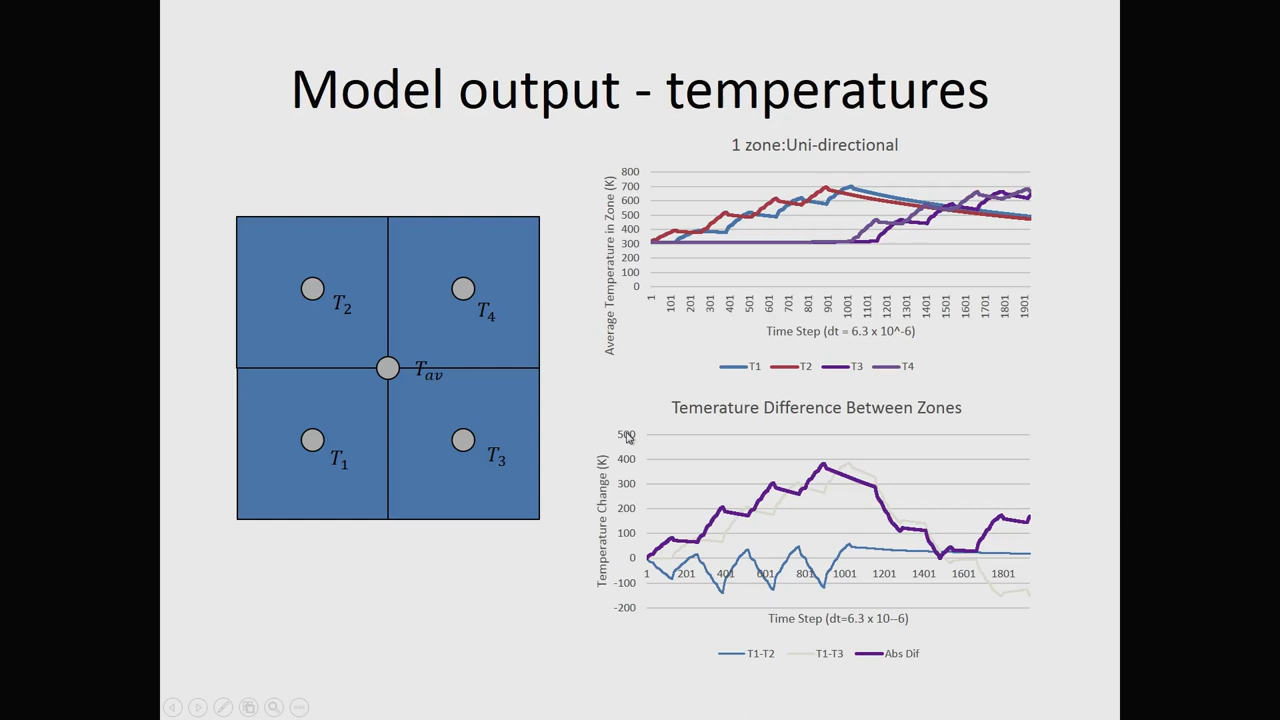 Model output - temperatures
T2
T4
Tav
T1
T3
1 zone:Uni-directional
Average Temperature in Zone (K)
800
700
600
500
400
300
200
100
0
1 101 201 301 401 501 601 701 801 901 1001 1101 1201 1301 1401 1501 1601 1701 1801 1901
Time Step (dt = 6.3 x 10^-6)
T1 T2 T3 T4
Temerature Difference Between Zones
Temperature Change (K)
500
400
300
200
100
0
-100
-200
1 201 401 601 801 1001 1201 1401 1601 1801
Time Step (dt=6.3 x 10--6)
T1-T2 T1-T3 Abs Dif